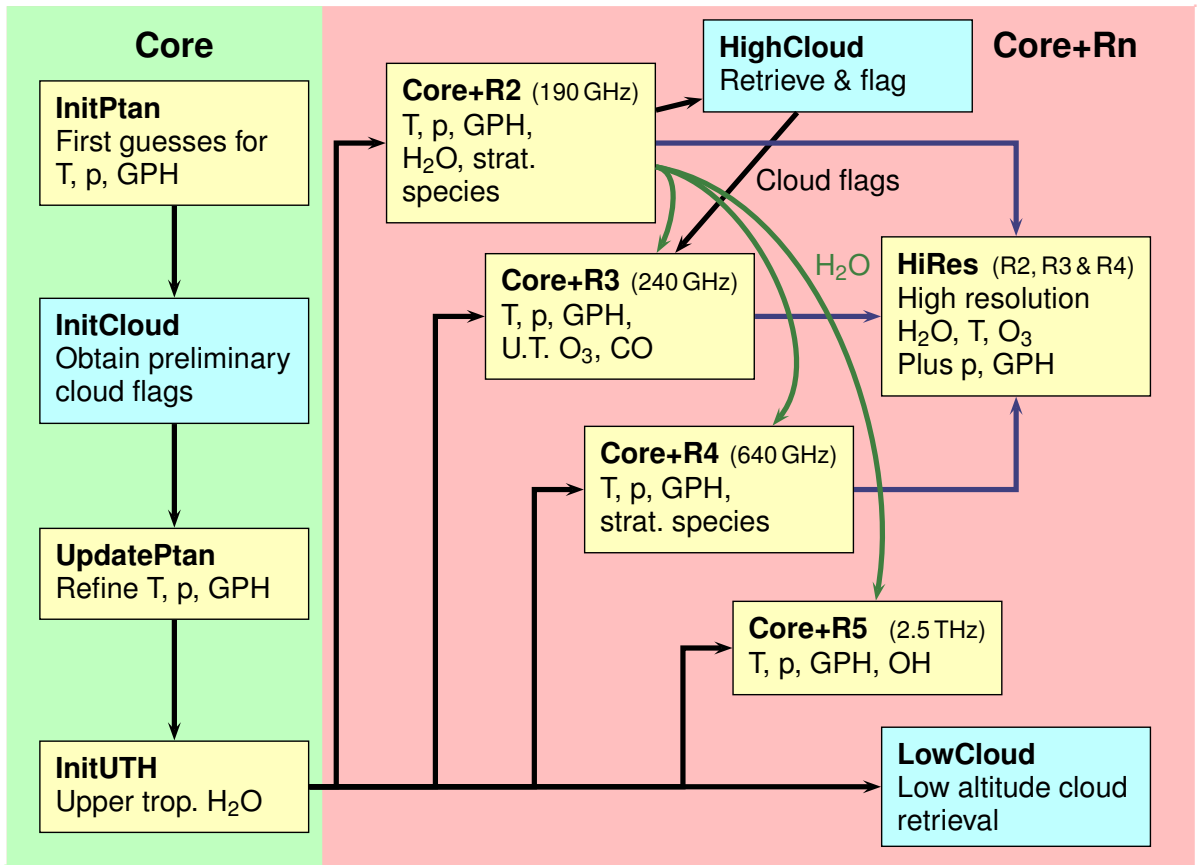 Core
Core+Rn
InitPtan
First guesses for
T, p, GPH
InitCloud
Obtain preliminary
cloud flags
UpdatePtan
Refine T, p, GPH
InitUTH
Upper trop. H₂O
Core+R2 (190 GHz)
T, p, GPH,
H₂O, strat.
species
HighCloud
Retrieve & flag
Cloud flags
Core+R3 (240 GHz)
T, p, GPH,
U.T. O₃, CO
H₂O
HiRes (R2, R3 & R4)
High resolution
H₂O, T, O₃
Plus p, GPH
Core+R4 (640 GHz)
T, p, GPH,
strat. species
Core+R5 (2.5 THz)
T, p, GPH, OH
LowCloud
Low altitude cloud
retrieval